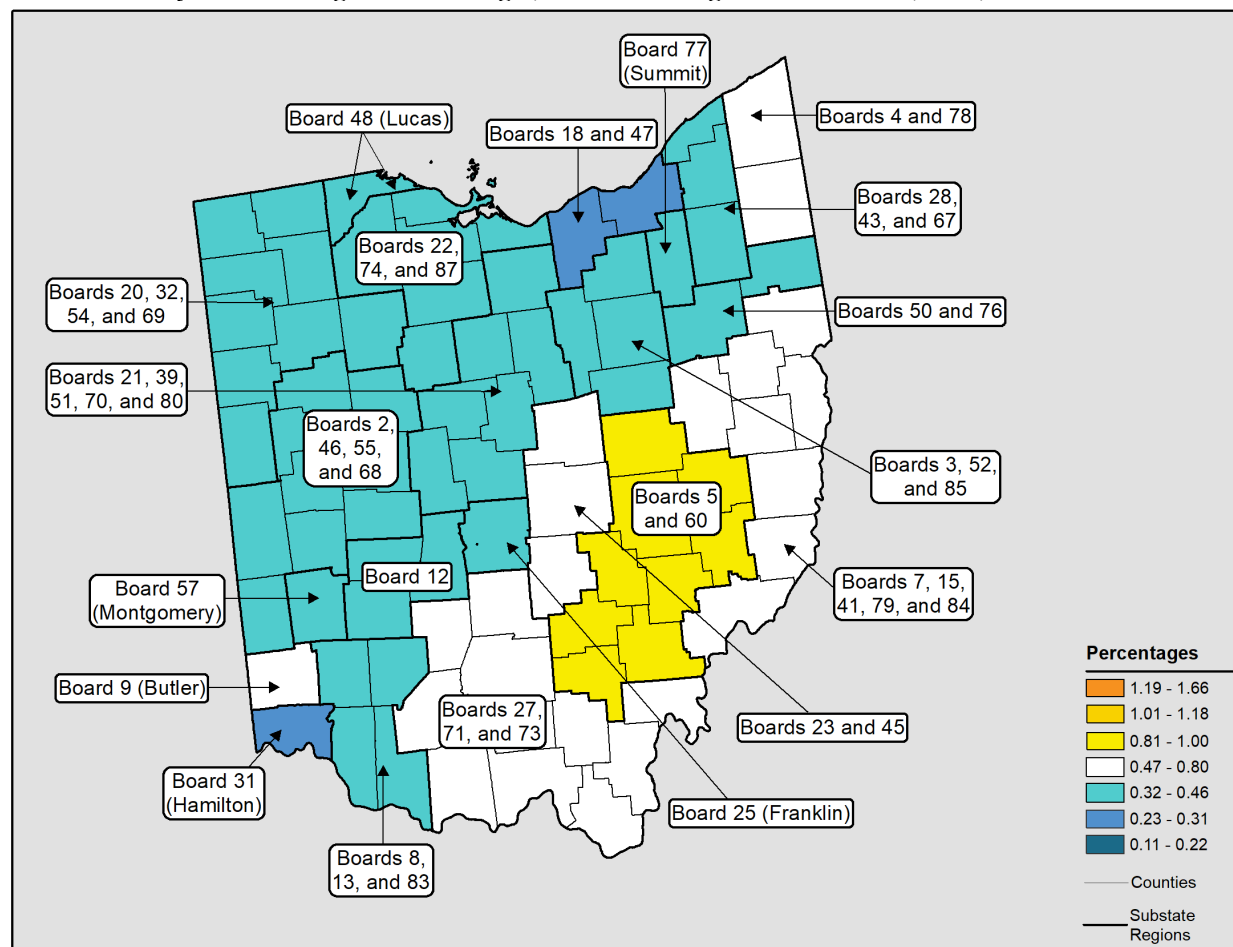 Board 77
(Summit)
Board 48 (Lucas)
Boards 18 and 47
Boards 4 and 78
Boards 28,
43, and 67
Boards 22,
74, and 87
Boards 20, 32,
54, and 69
Boards 50 and 76
Boards 21, 39,
51, 70, and 80
Boards 2,
46, 55,
and 68
Boards 3, 52,
and 85
Boards 5
and 60
Board 57
(Montgomery)
Board 12
Boards 7, 15,
41, 79, and 84
Board 9 (Butler)
Boards 27,
71, and 73
Boards 23 and 45
Board 31
(Hamilton)
Board 25 (Franklin)
Boards 8,
13, and 83
Percentages
1.19 - 1.66
1.01 - 1.18
0.81 - 1.00
0.47 - 0.80
0.32 - 0.46
0.23 - 0.31
0.11 - 0.22
Counties
Substate
Regions